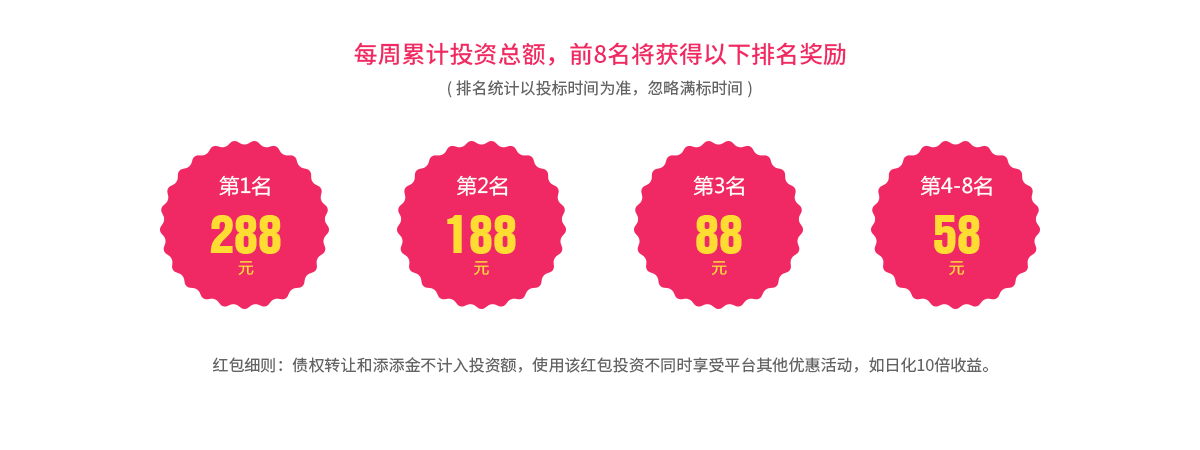 每周累计投资总额，前8名将获得以下排名奖励
( 排名统计以投标时间为准，忽略满标时间 )
第1名
288
元
第2名
188
元
第3名
88
元
第4-8名
58
元
红包细则：债权转让和添添金不计入投资额，使用该红包投资不同时享受平台其他优惠活动，如日化10倍收益。